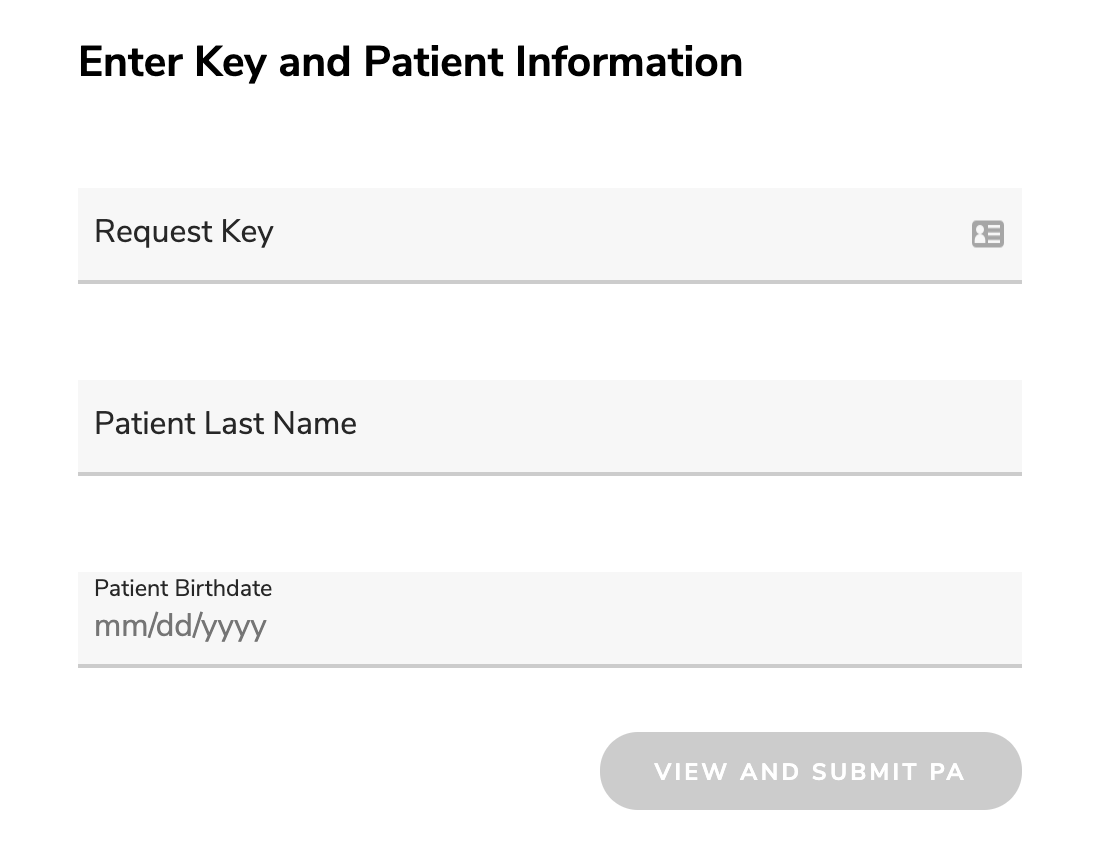 Enter Key and Patient Information
Request Key
Patient Last Name
Patient Birthdate
mm/dd/yyyy
VIEW AND SUBMIT PA